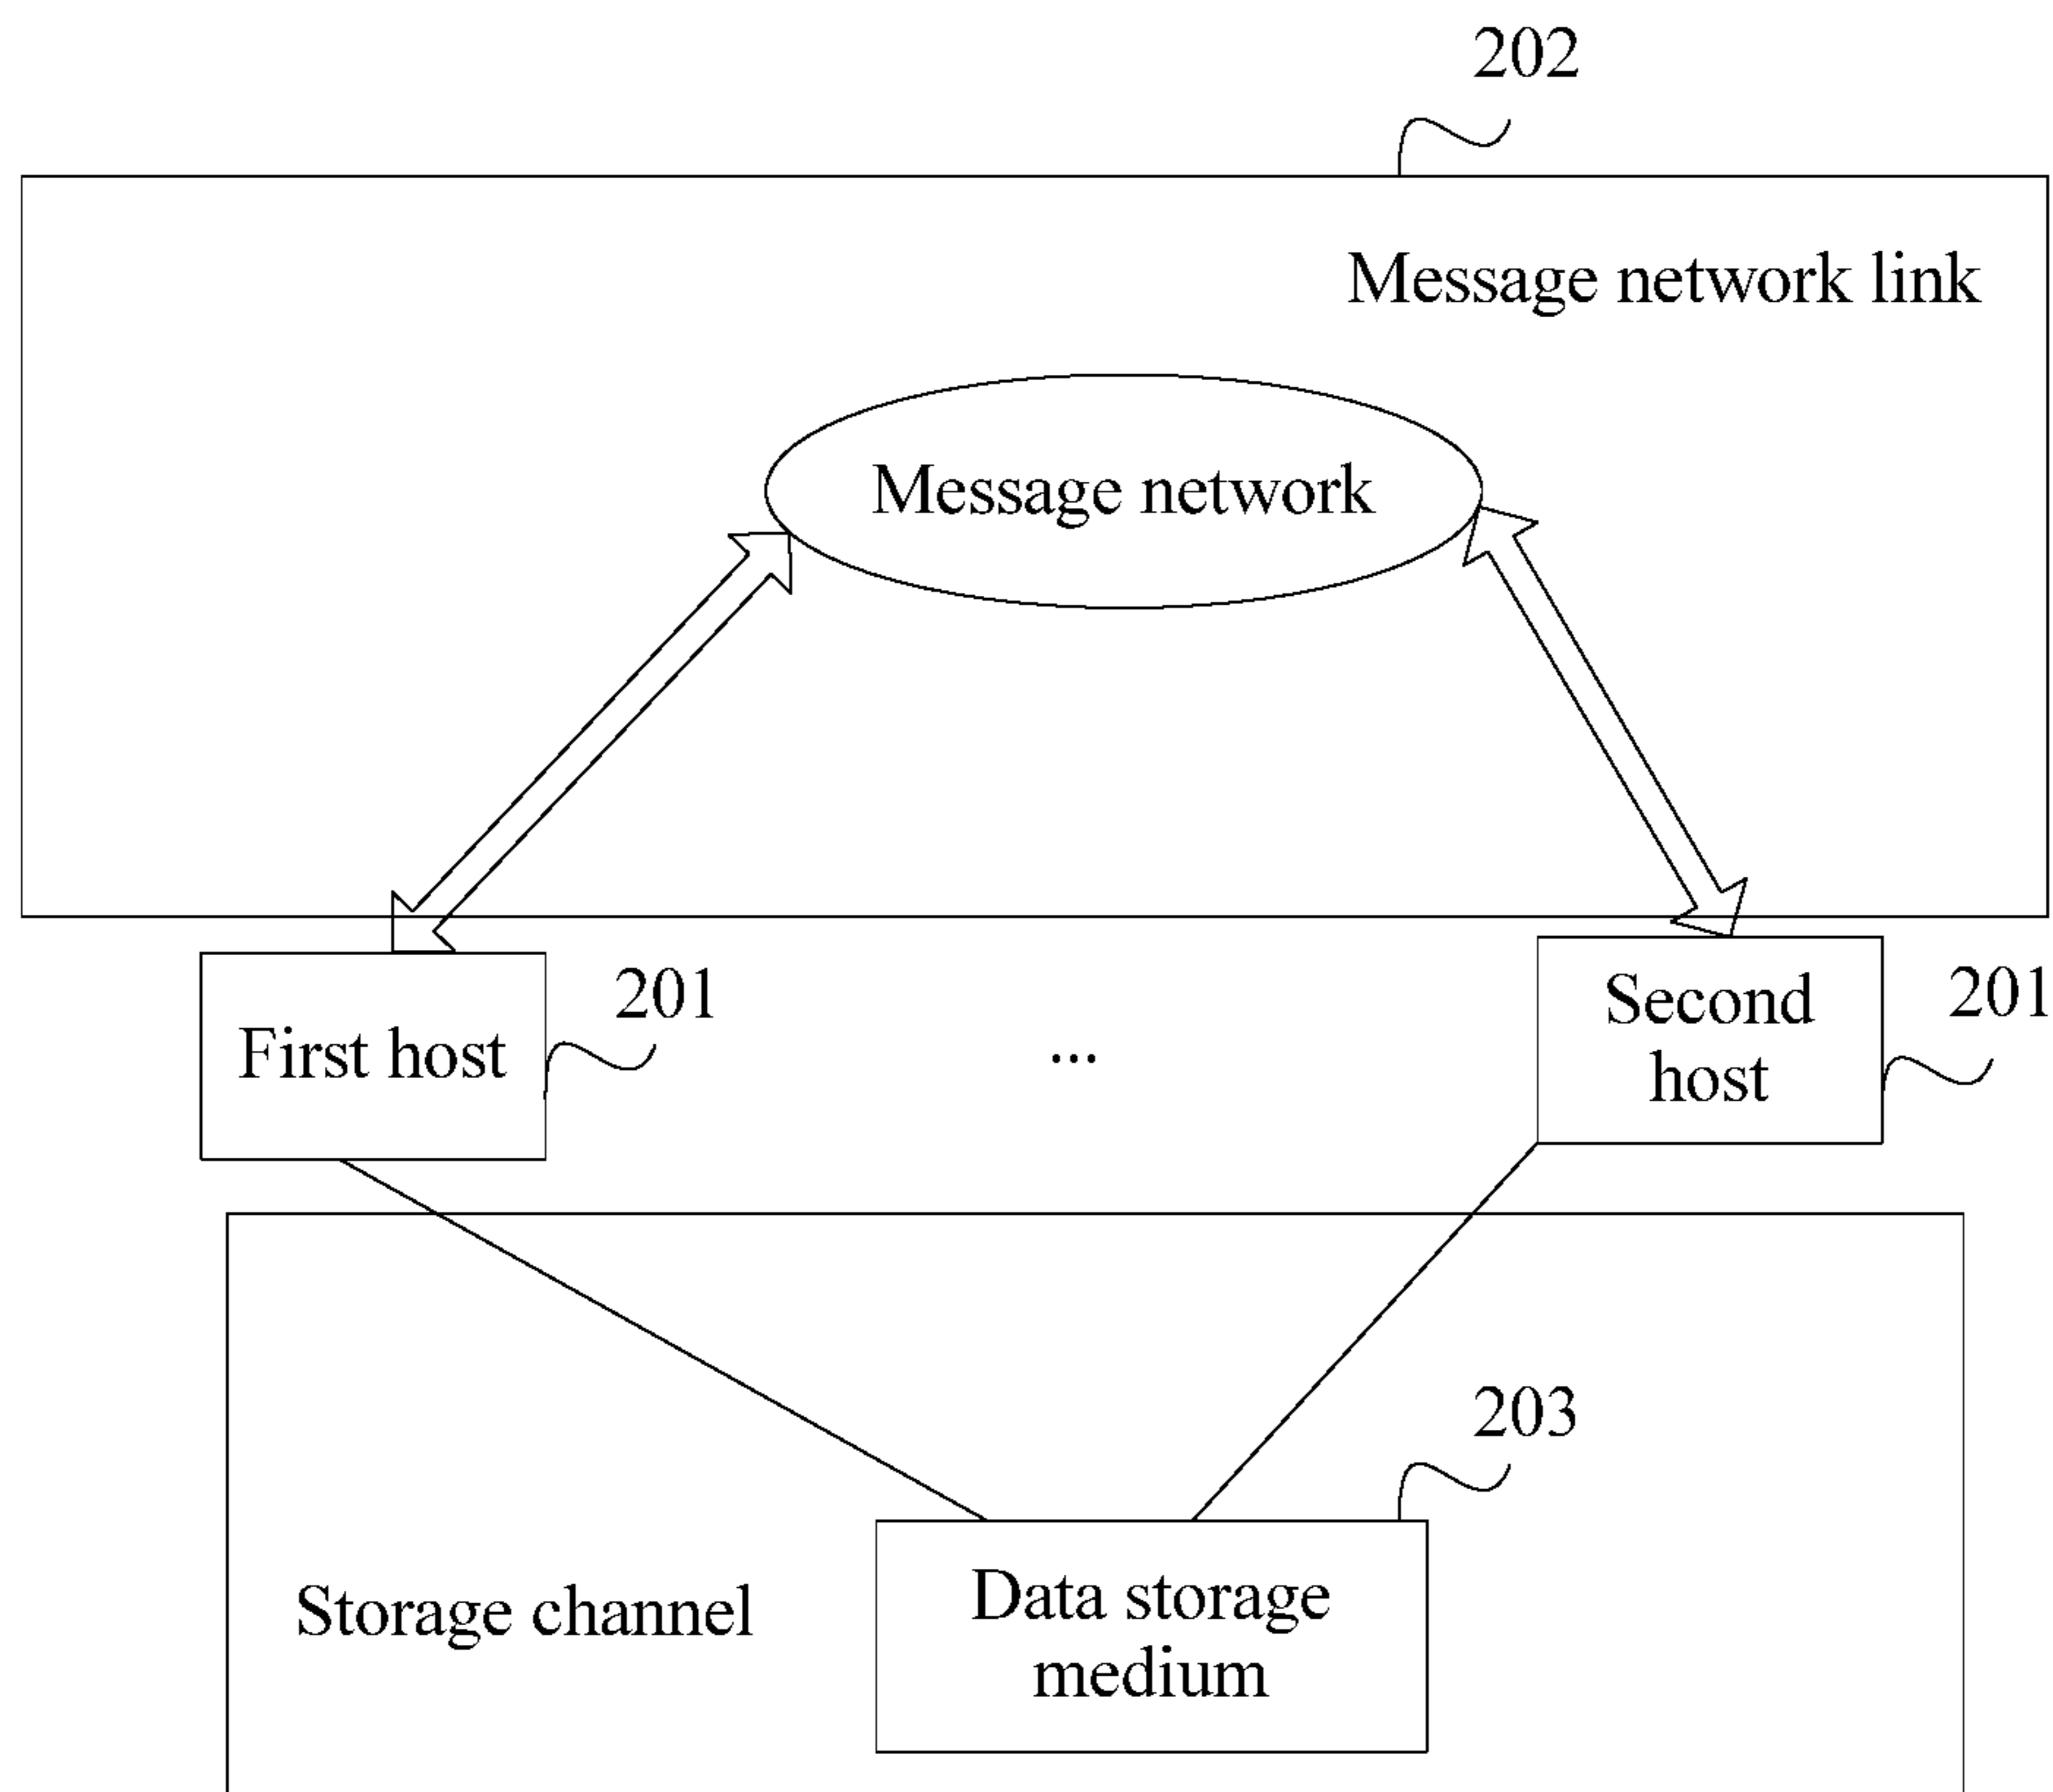 202
Message network link
Message network
First host
201
...
Second
host
201
203
Storage channel
Data storage
medium